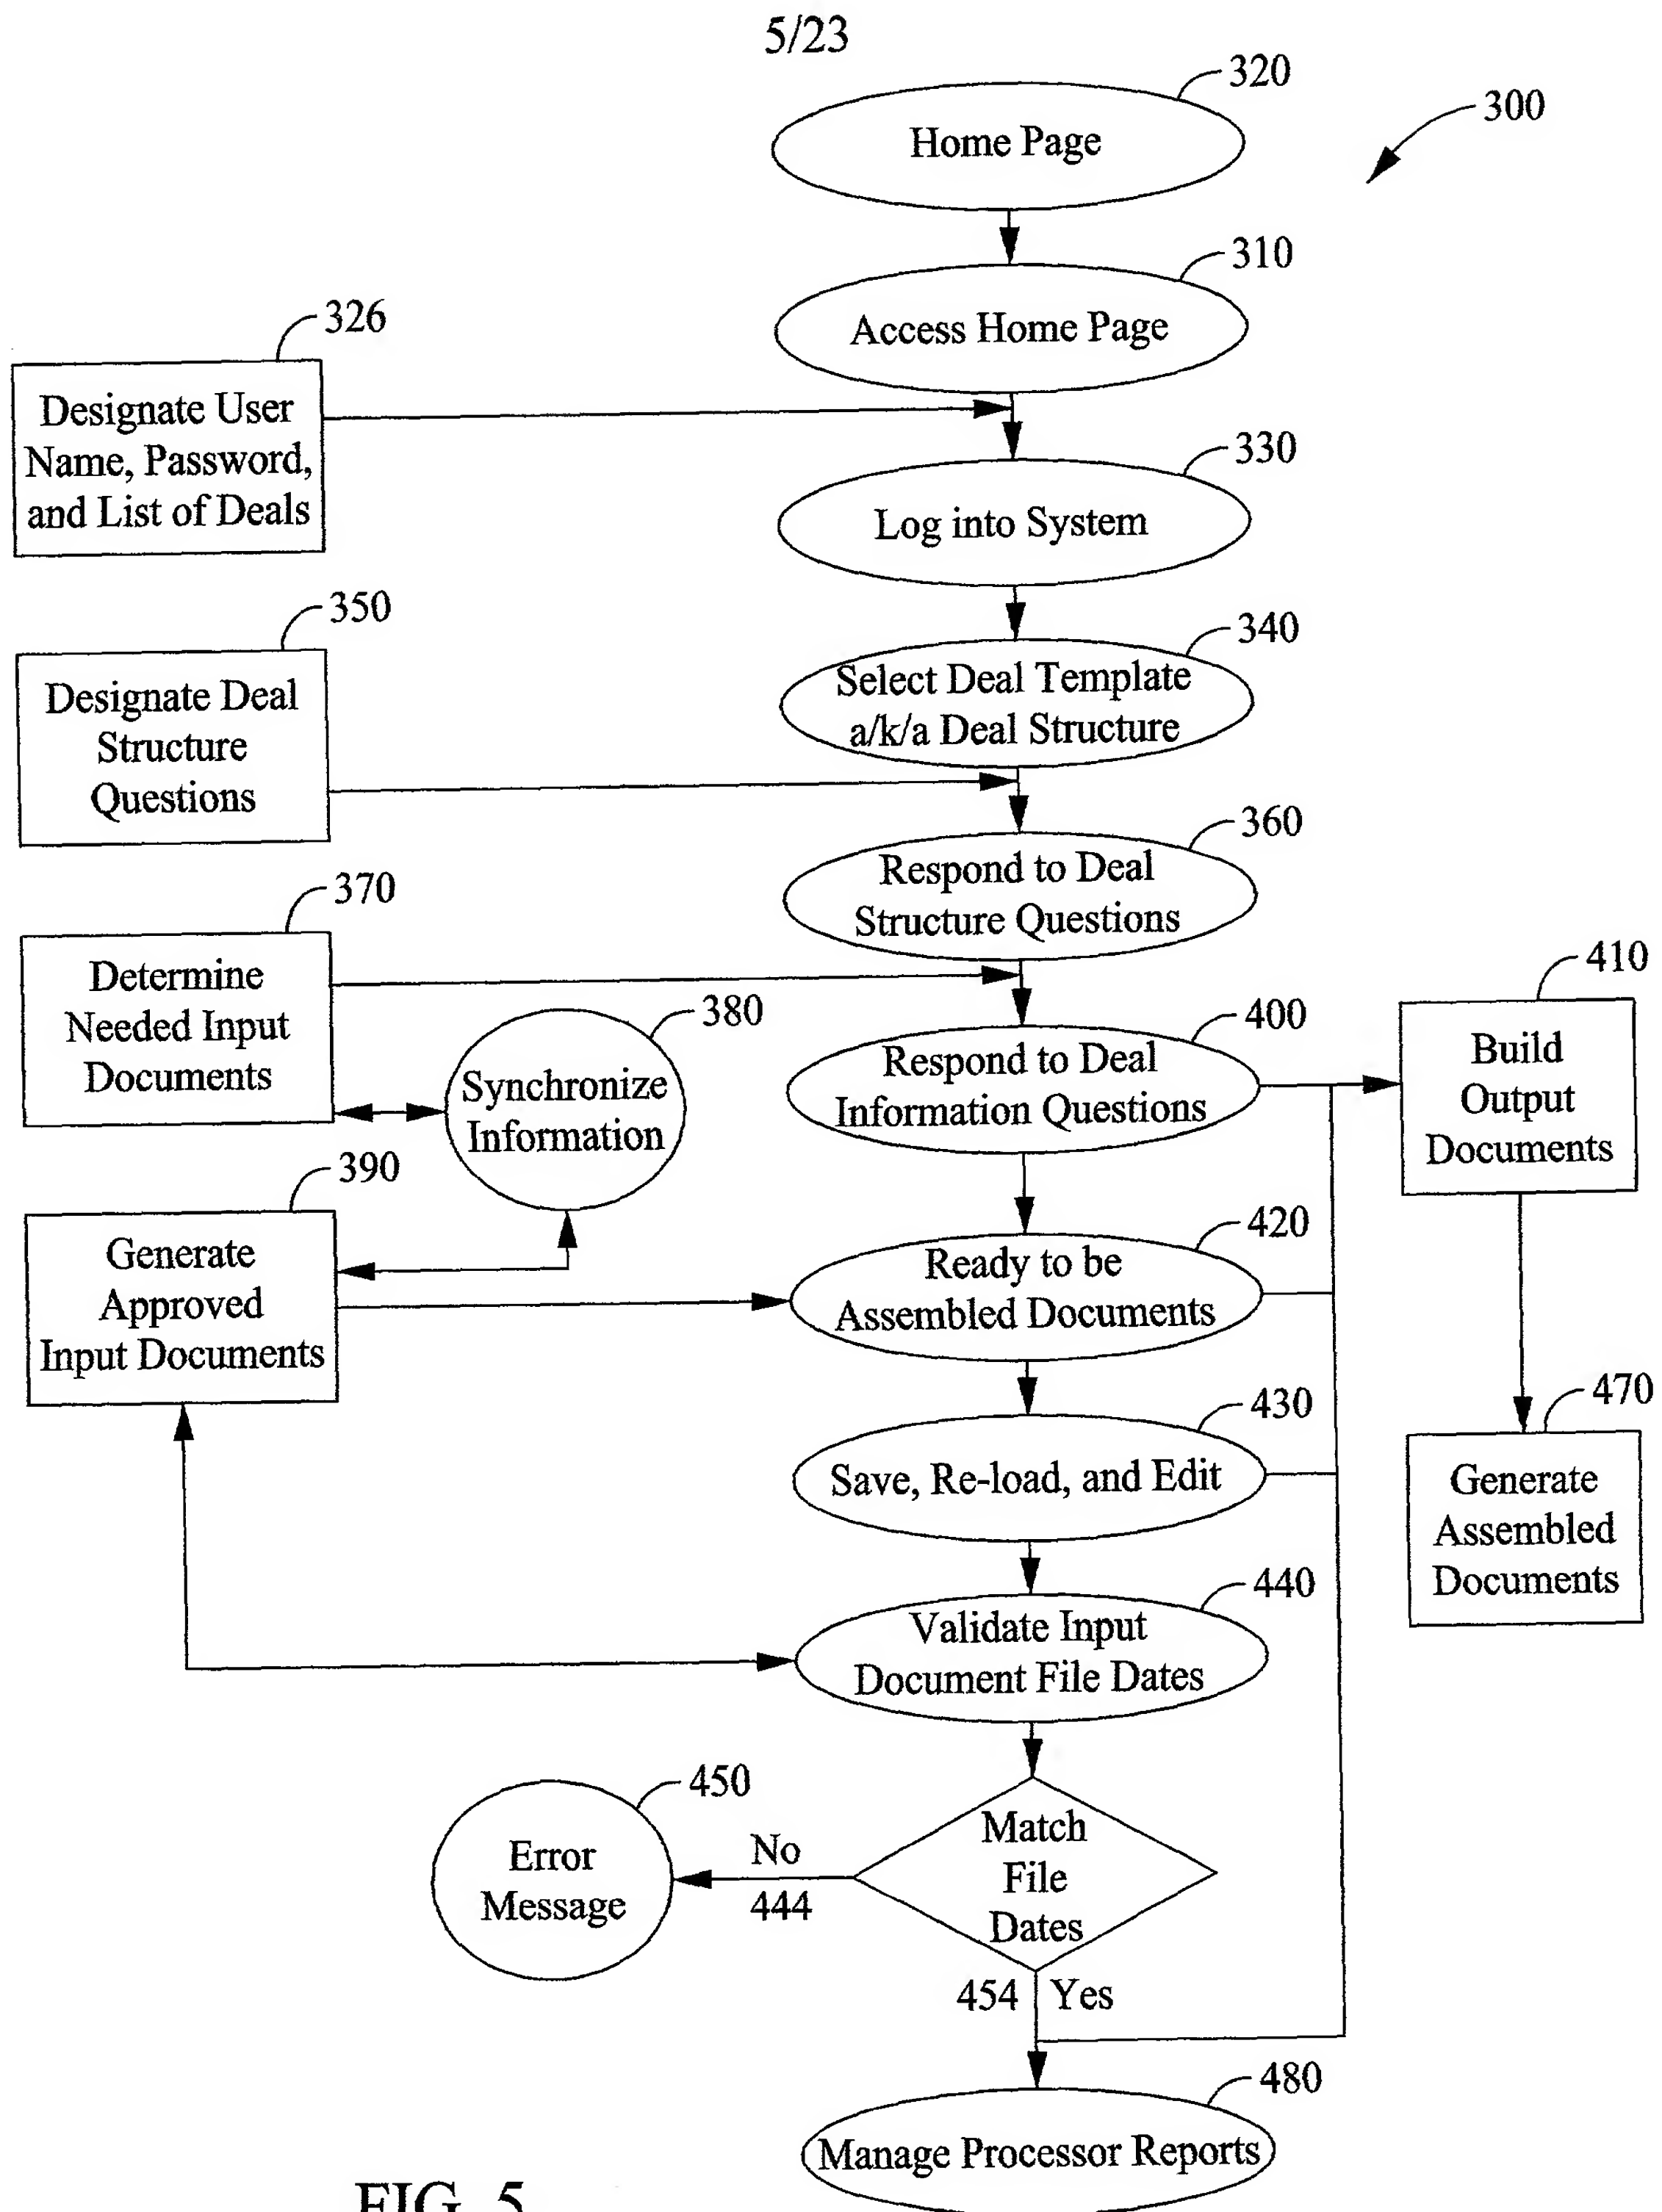 5/23
320
Home Page
300
310
Access Home Page
326
Designate User
Name, Password,
and List of Deals
330
Log into System
350
Designate Deal
Structure
Questions
340
Select Deal Template
a/k/a Deal Structure
360
Respond to Deal
Structure Questions
370
Determine
Needed Input
Documents
380
Synchronize
Information
400
Respond to Deal
Information Questions
410
Build
Output
Documents
390
Generate
Approved
Input Documents
420
Ready to be
Assembled Documents
430
Save, Re-load, and Edit
470
Generate
Assembled
Documents
440
Validate Input
Document File Dates
450
Error
Message
No
444
Match
File
Dates
454 Yes
480
Manage Processor Reports
FIG. 5